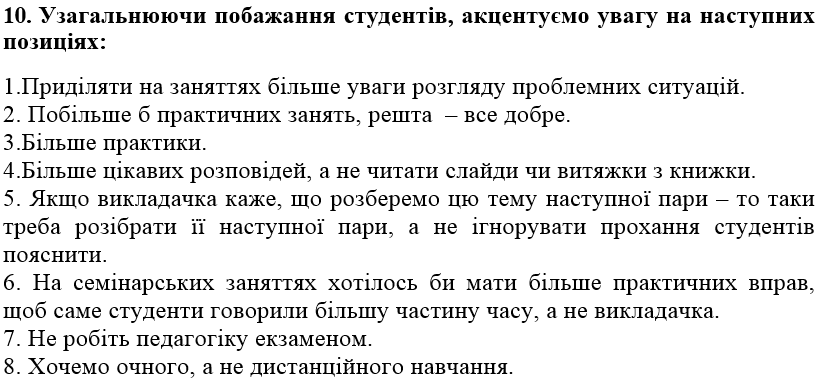 10. Узагальнюючи побажання студентів, акцентуємо увагу на наступних
позиціях:
1.Приділяти на заняттях більше уваги розгляду проблемних ситуацій.
2. Побільше б практичних занять, решта – все добре.
3.Більше практики.
4.Більше цікавих розповідей, а не читати слайди чи витяжки з книжки.
5. Якщо викладачка каже, що розберемо цю тему наступної пари – то таки
треба розібрати її наступної пари, а не ігнорувати прохання студентів
пояснити.
6. На семінарських заняттях хотілось би мати більше практичних вправ,
щоб саме студенти говорили більшу частину часу, а не викладачка.
7. Не робіть педагогіку екзаменом.
8. Хочемо очного, а не дистанційного навчання.